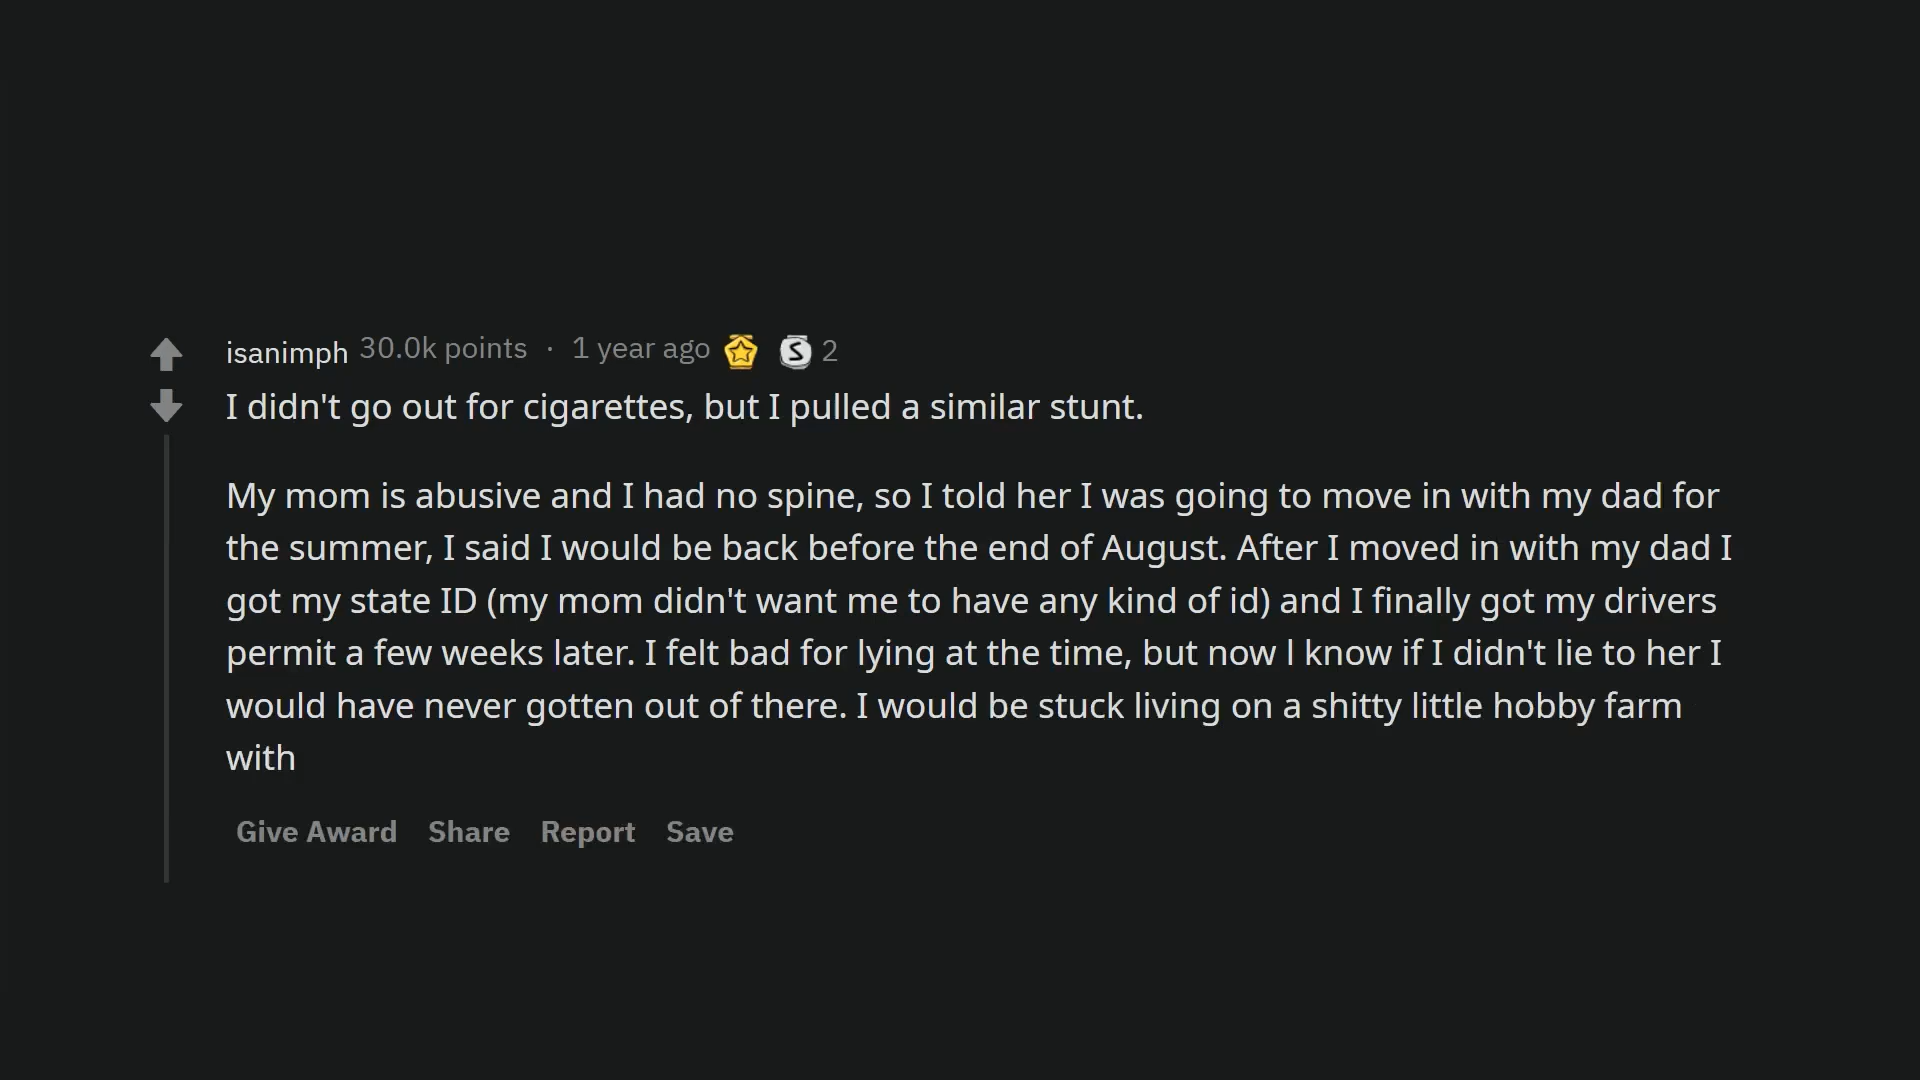 isanimph 30.0k points · 1 year ago 2
I didn't go out for cigarettes, but I pulled a similar stunt.
My mom is abusive and I had no spine, so I told her I was going to move in with my dad for
the summer, I said I would be back before the end of August. After I moved in with my dad I
got my state ID (my mom didn't want me to have any kind of id) and I finally got my drivers
permit a few weeks later. I felt bad for lying at the time, but now l know if I didn't lie to her I
would have never gotten out of there. I would be stuck living on a shitty little hobby farm
with
Give Award Share Report Save